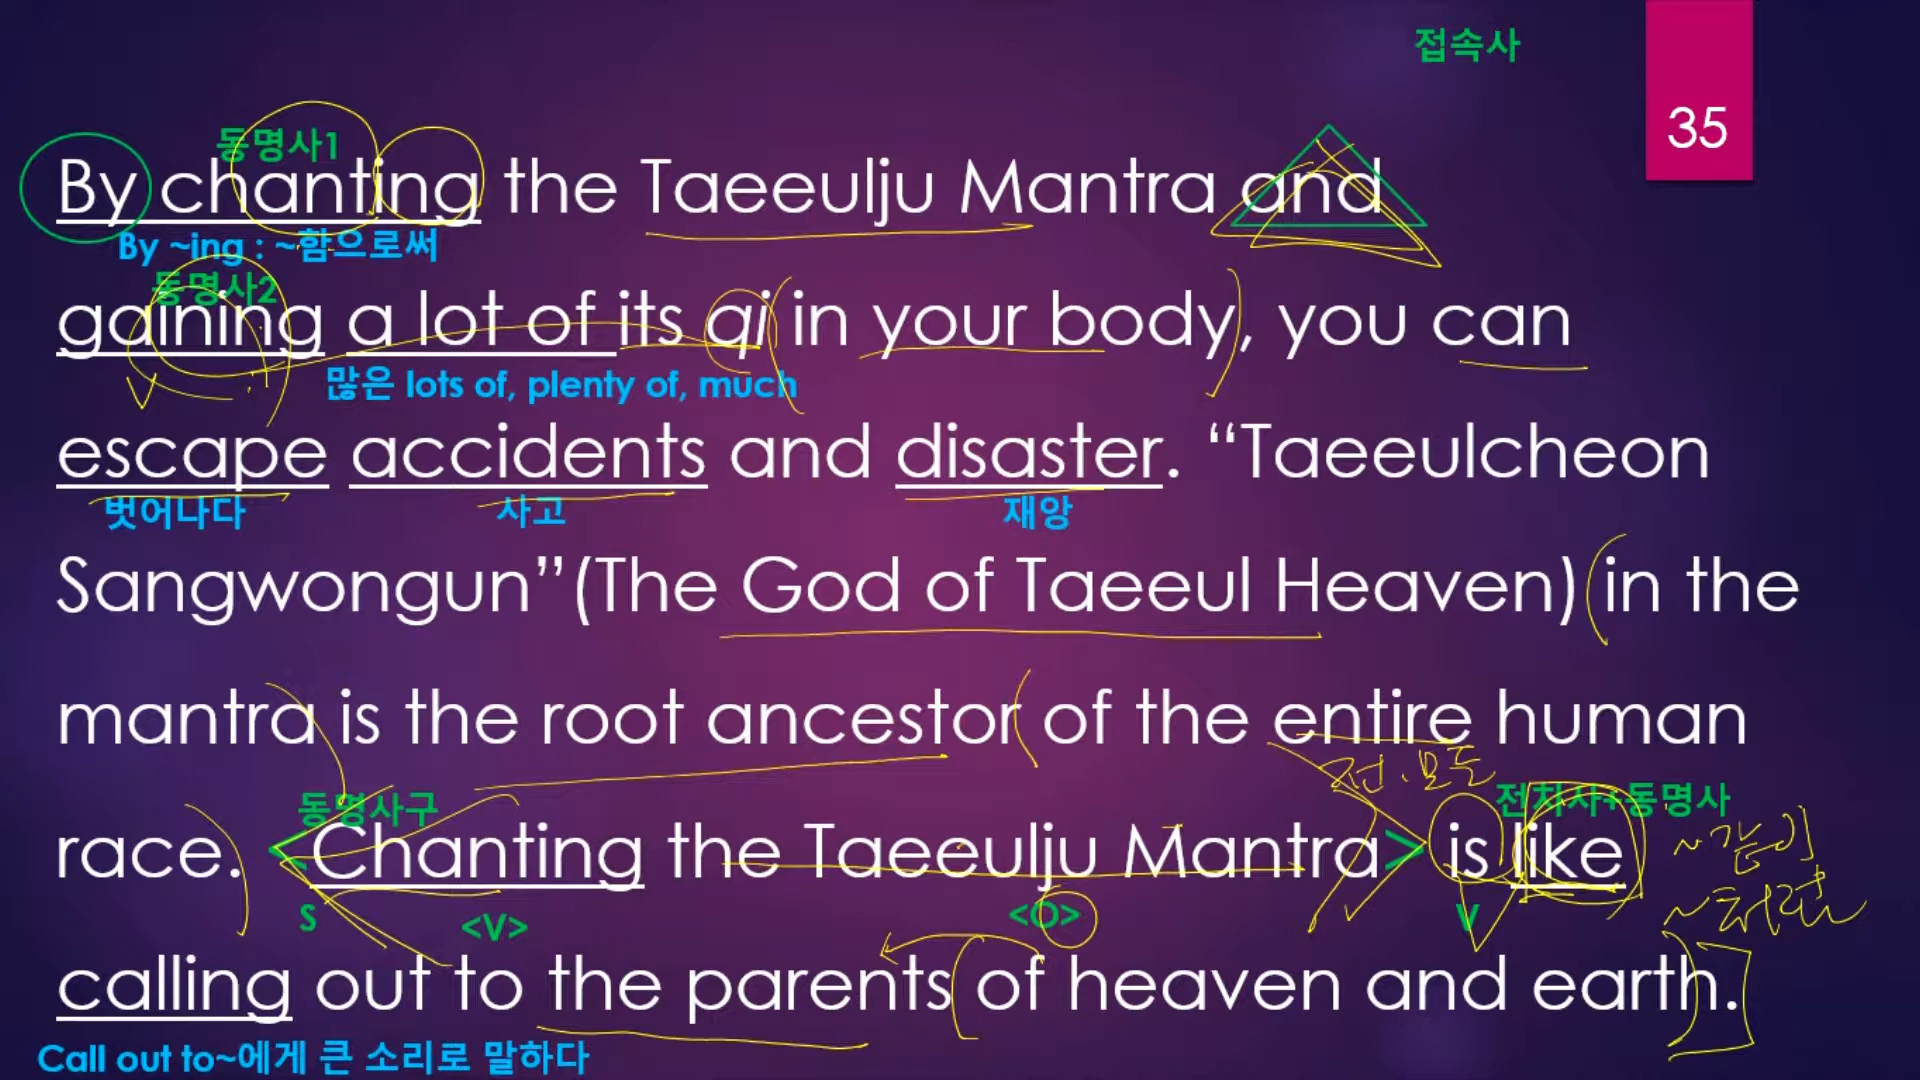 접속사
35
동명사1
By chanting the Taeeulju Mantra and
By ~ing : ~함으로써
동명사2
gaining a lot of its qi in your body, you can
많은 lots of, plenty of, much
escape accidents and disaster. “Taeeulcheon
벗어나다 사고 재앙
Sangwongun”(The God of Taeeul Heaven) in the
mantra is the root ancestor of the entire human
전.모든
동명사구 전치사+동명사
race. < Chanting the Taeeulju Mantra> is like
~같이
~처럼
S <V> <O> V
calling out to the parents of heaven and earth.
Call out to~에게 큰 소리로 말하다